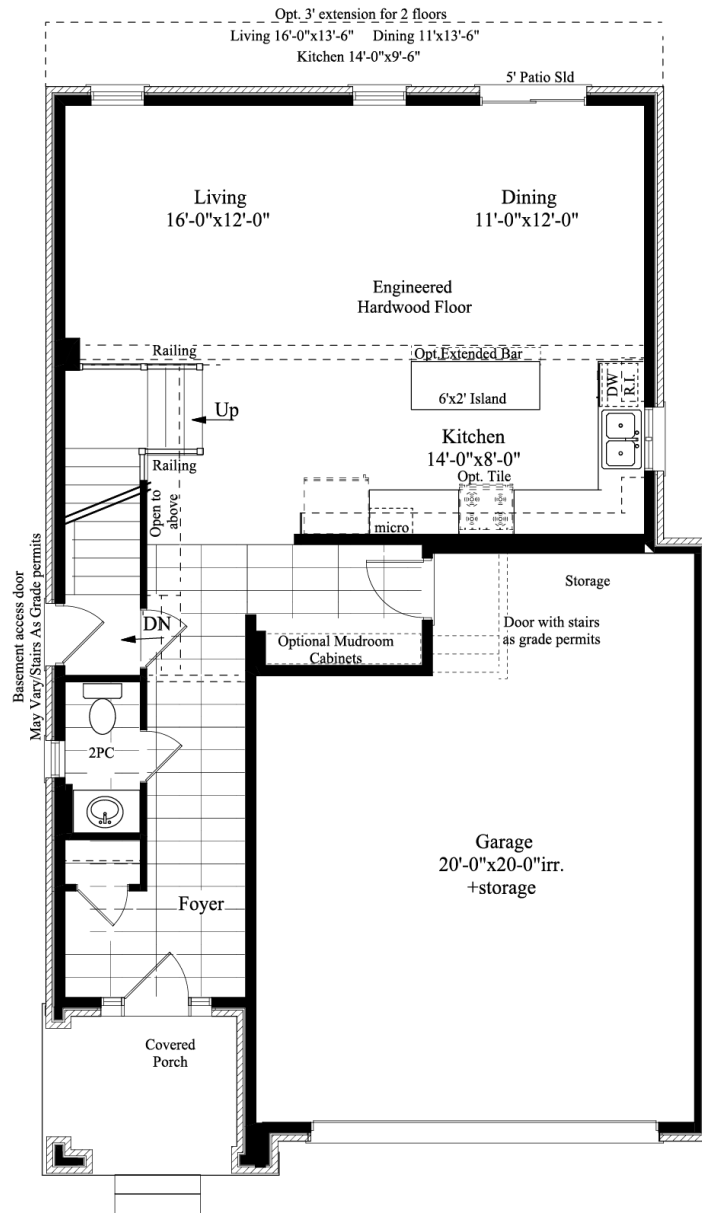 Opt. 3' extension for 2 floors
Living 16'-0"x13'-6" Dining 11'x13'-6"
Kitchen 14'-0"x9'-6"
5' Patio Sld
Living
16'-0"x12'-0"
Dining
11'-0"x12'-0"
Engineered
Hardwood Floor
Railing
Opt.Extended Bar
DW
R.I.
6'x2' Island
Up
Kitchen
14'-0"x8'-0"
Opt. Tile
Railing
Open to
above
micro
Storage
Basement access door
May Vary/Stairs As Grade permits
DN
Door with stairs
as grade permits
Optional Mudroom
Cabinets
2PC
Garage
20'-0"x20-0"irr.
+storage
Foyer
Covered
Porch